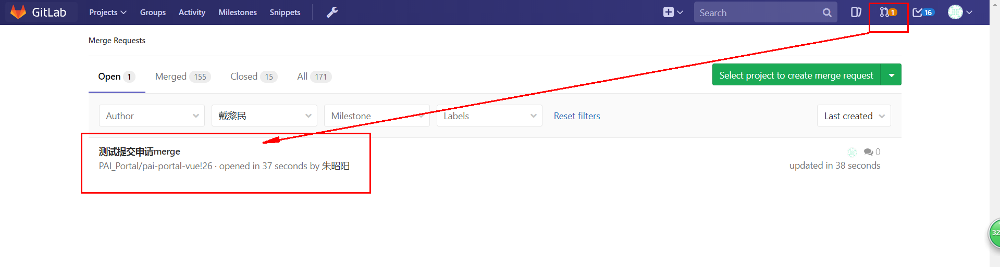 GitLab Projects Groups Activity Milestones Snippets Search 1 16
Merge Requests
Open 1 Merged 155 Closed 15 All 171 Select project to create merge request
Author 戴黎民 Milestone Labels Reset filters Last created
测试提交申请merge 0
PAI_Portal/pai-portal-vue!26 · opened in 37 seconds by 朱昭阳 updated in 38 seconds
32